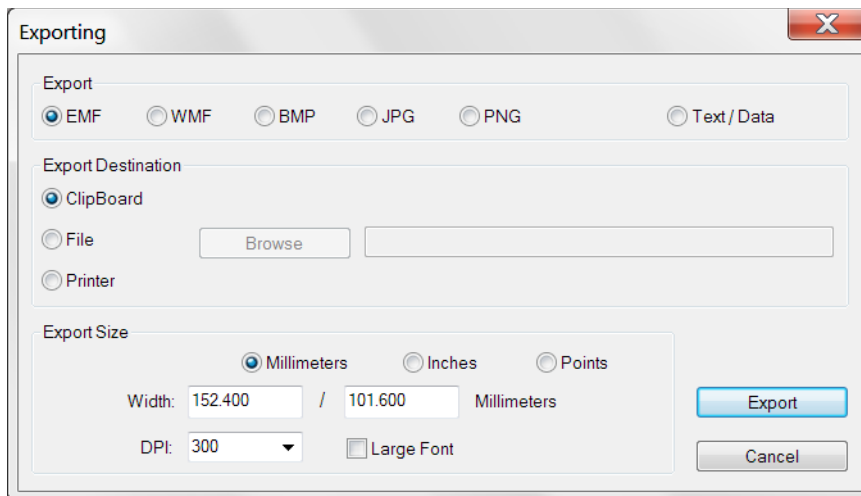 Exporting
Export
EMF WMF BMP JPG PNG Text / Data
Export Destination
ClipBoard
File Browse
Printer
Export Size
Millimeters Inches Points
Width: 152.400 / 101.600 Millimeters
Export
DPI: 300 Large Font
Cancel